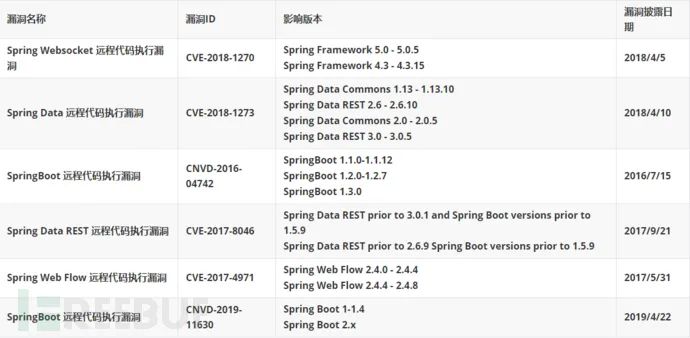 漏洞名称 漏洞ID 影响版本 漏洞披露日
期
Spring Websocket 远程代码执行漏
洞
CVE-2018-1270
Spring Framework 5.0 - 5.0.5
Spring Framework 4.3 - 4.3.15
2018/4/5
Spring Data 远程代码执行漏洞
CVE-2018-1273
Spring Data Commons 1.13 - 1.13.10
Spring Data REST 2.6 - 2.6.10
Spring Data Commons 2.0 - 2.0.5
Spring Data REST 3.0 - 3.0.5
2018/4/10
SpringBoot 远程代码执行漏洞
CNVD-2016-
04742
SpringBoot 1.1.0-1.1.12
SpringBoot 1.2.0-1.2.7
SpringBoot 1.3.0
2016/7/15
Spring Data REST 远程代码执行漏洞
CVE-2017-8046
Spring Data REST prior to 3.0.1 and Spring Boot versions prior to
1.5.9
Spring Data REST prior to 2.6.9 Spring Boot versions prior to 1.5.9
2017/9/21
Spring Web Flow 远程代码执行漏洞
CVE-2017-4971
Spring Web Flow 2.4.0 - 2.4.4
Spring Web Flow 2.4.4 - 2.4.8
2017/5/31
SpringBoot 远程代码执行漏洞
CNVD-2019-
11630
Spring Boot 1-1.4
Spring Boot 2.x
2019/4/22
FREEBUF